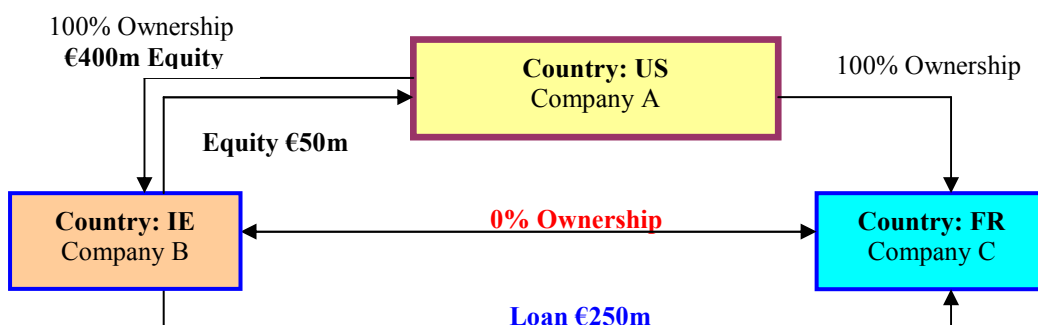 100% Ownership
€400m Equity
Country: US
Company A
100% Ownership
Equity €50m
Country: IE
Company B
0% Ownership
Country: FR
Company C
Loan €250m